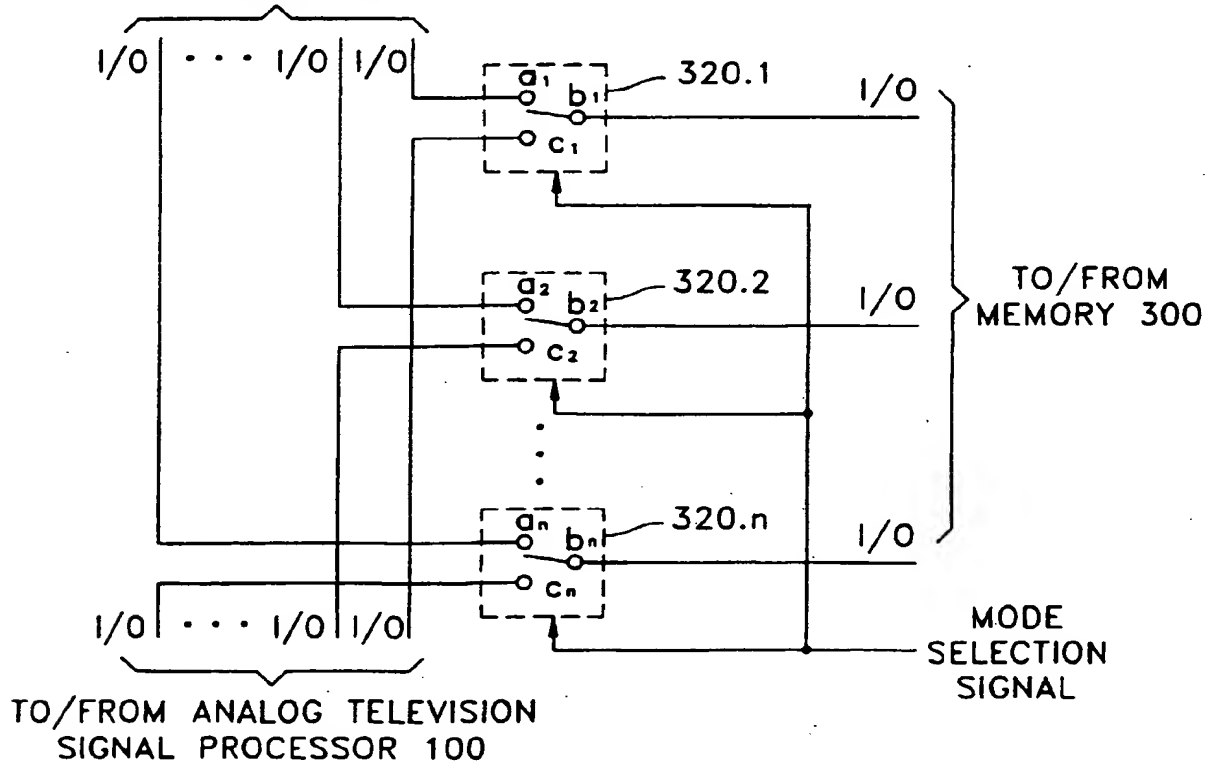 I/O ··· I/O I/O
a1 b1 c1
320.1
I/O
a2 b2 c2
320.2
I/O
TO/FROM
MEMORY 300
an bn cn
320.n
I/O
I/O ··· I/O I/O
MODE
SELECTION
SIGNAL
TO/FROM ANALOG TELEVISION
SIGNAL PROCESSOR 100